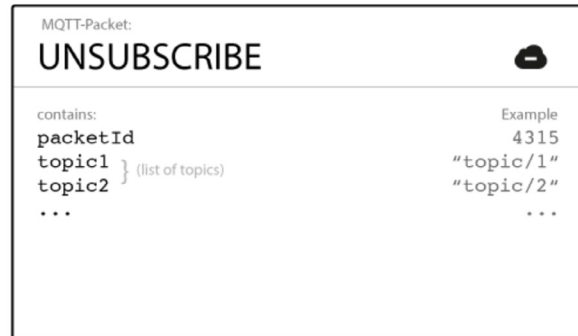 MQTT-Packet:
UNSUBSCRIBE
contains: Example
packetId 4315
topic1 } (list of topics) “topic/1“
topic2 “topic/2“
... ...